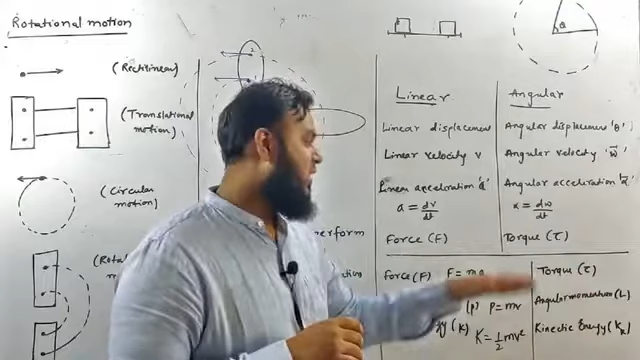 Rotational motion
(Rectilinear)
(Translational
motion)
(Circular
motion)
(Rota
Linear
Angular
Linear displacement
Angular displacement 'θ'
Linear velocity v
Angular velocity 'ω'
Linear acceleration 'a'
Angular acceleration 'α'
a = dv/dt
α = dω/dt
Force (F)
Torque (τ)
Force (F) F = ma
Torque (τ)
(P) P = mv
Angular momentum (L)
(K) K = 1/2 mv²
Kinetic Energy (K